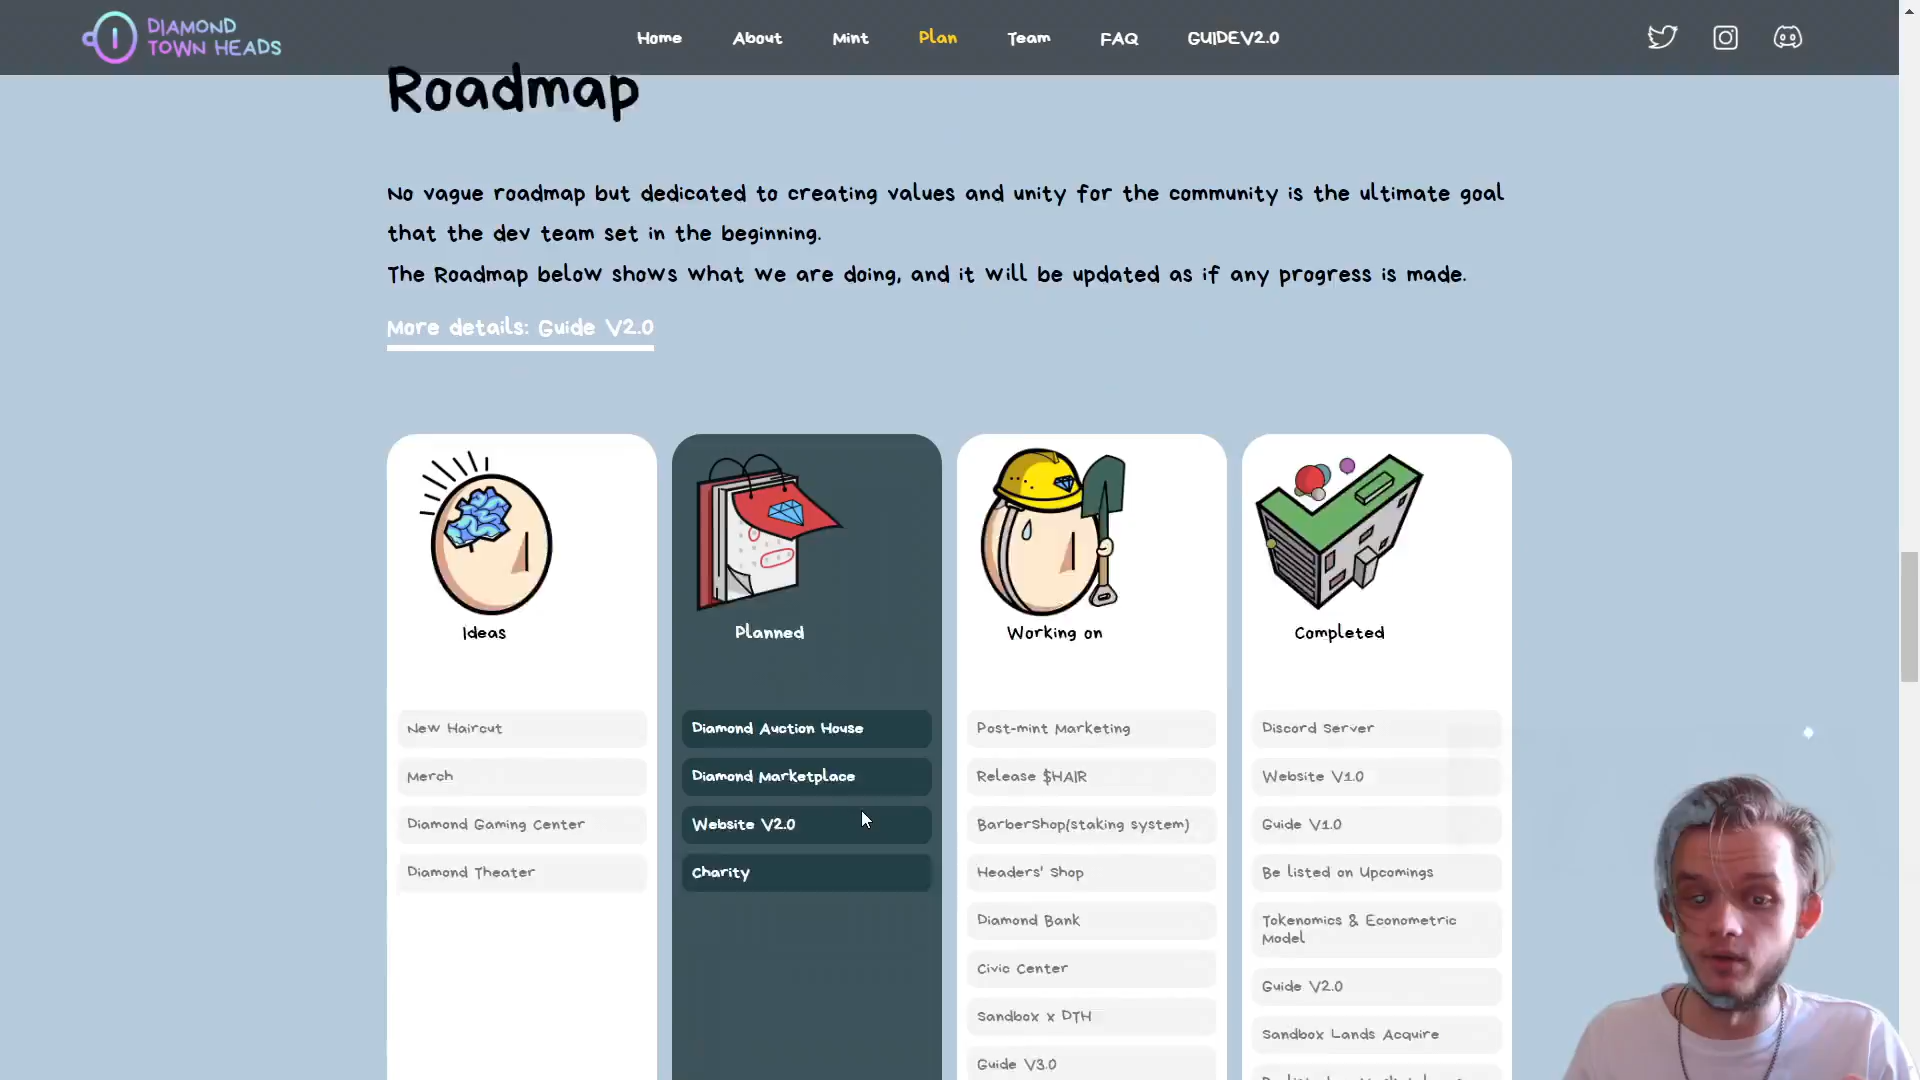 DIAMOND
TOWN HEADS
Home
About
Mint
Plan
Team
FAQ
GUIDEV2.0
Roadmap
No vague roadmap but dedicated to creating values and unity for the community is the ultimate goal
that the dev team set in the beginning.
The Roadmap below shows what we are doing, and it will be updated as if any progress is made.
More details: Guide V2.0
Ideas
New Haircut
Merch
Diamond Gaming Center
Diamond Theater
Planned
Diamond Auction House
Diamond Marketplace
Website V2.0
Charity
Working on
Post-mint Marketing
Release $HAIR
BarberShop(staking system)
Headers' Shop
Diamond Bank
Civic Center
Sandbox x DTH
Guide V3.0
Completed
Discord Server
Website V1.0
Guide V1.0
Be listed on Upcomings
Tokenomics & Econometric
Model
Guide V2.0
Sandbox Lands Acquire